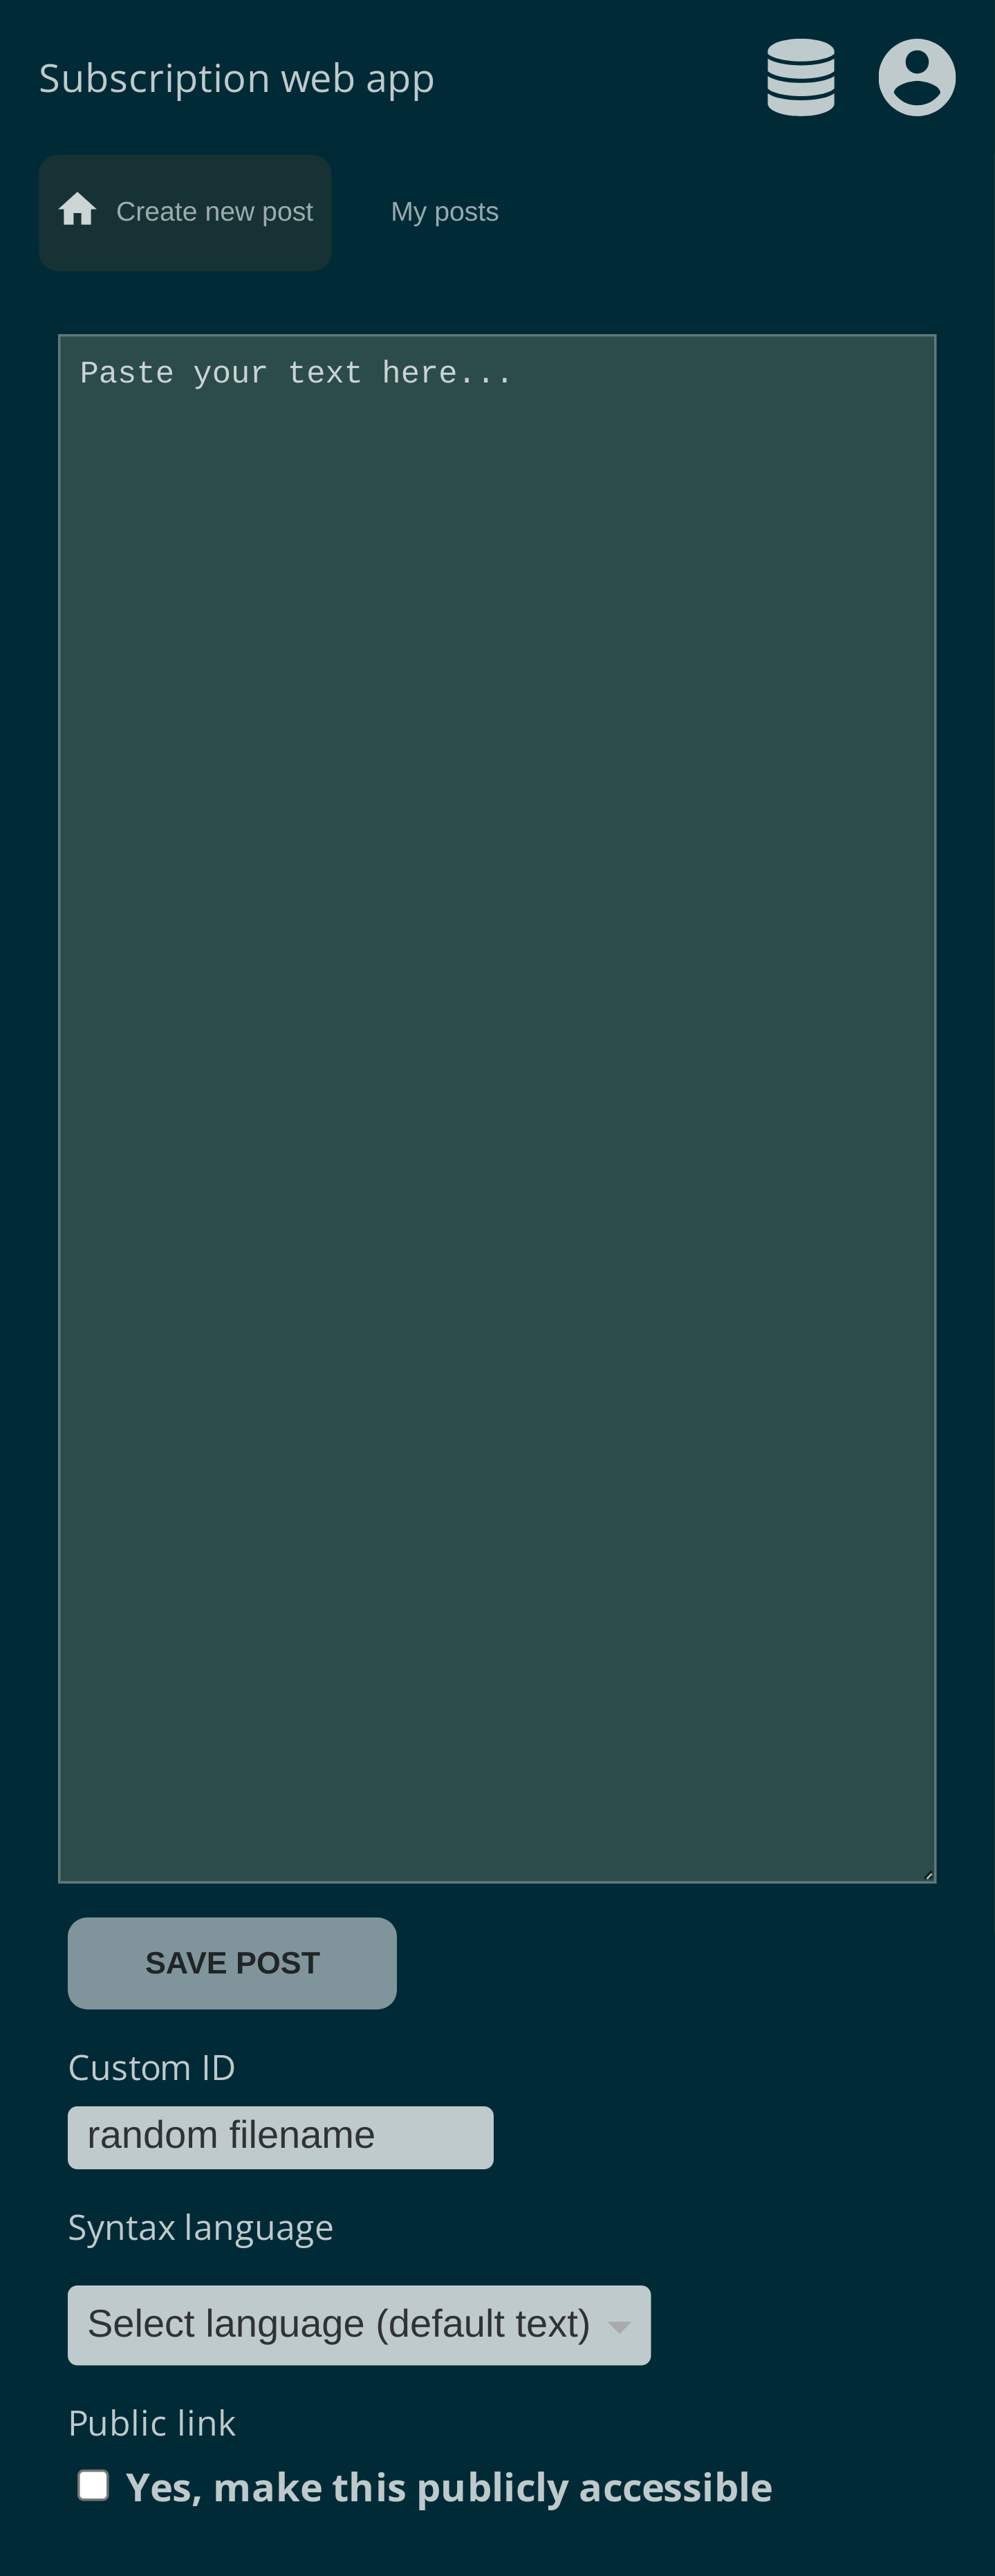 Subscription web app
Create new post
My posts
Paste your text here...
SAVE POST
Custom ID
random filename
Syntax language
Select language (default text)
Public link
Yes, make this publicly accessible